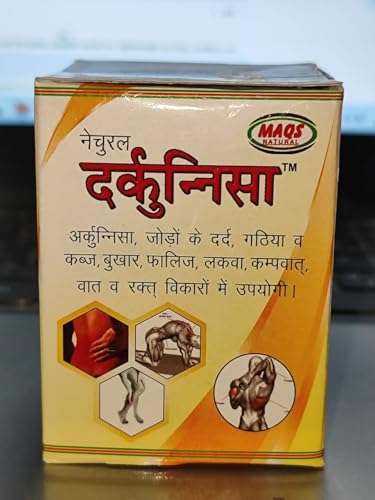 MAQS
NATURAL
नेचुरल
दर्कुन्निसा™
अर्कुन्निसा, जोड़ों के दर्द, गठिया व
कब्ज, बुखार, फालिज, लकवा, कम्पवात्,
वात व रक्त् विकारों में उपयोगी।